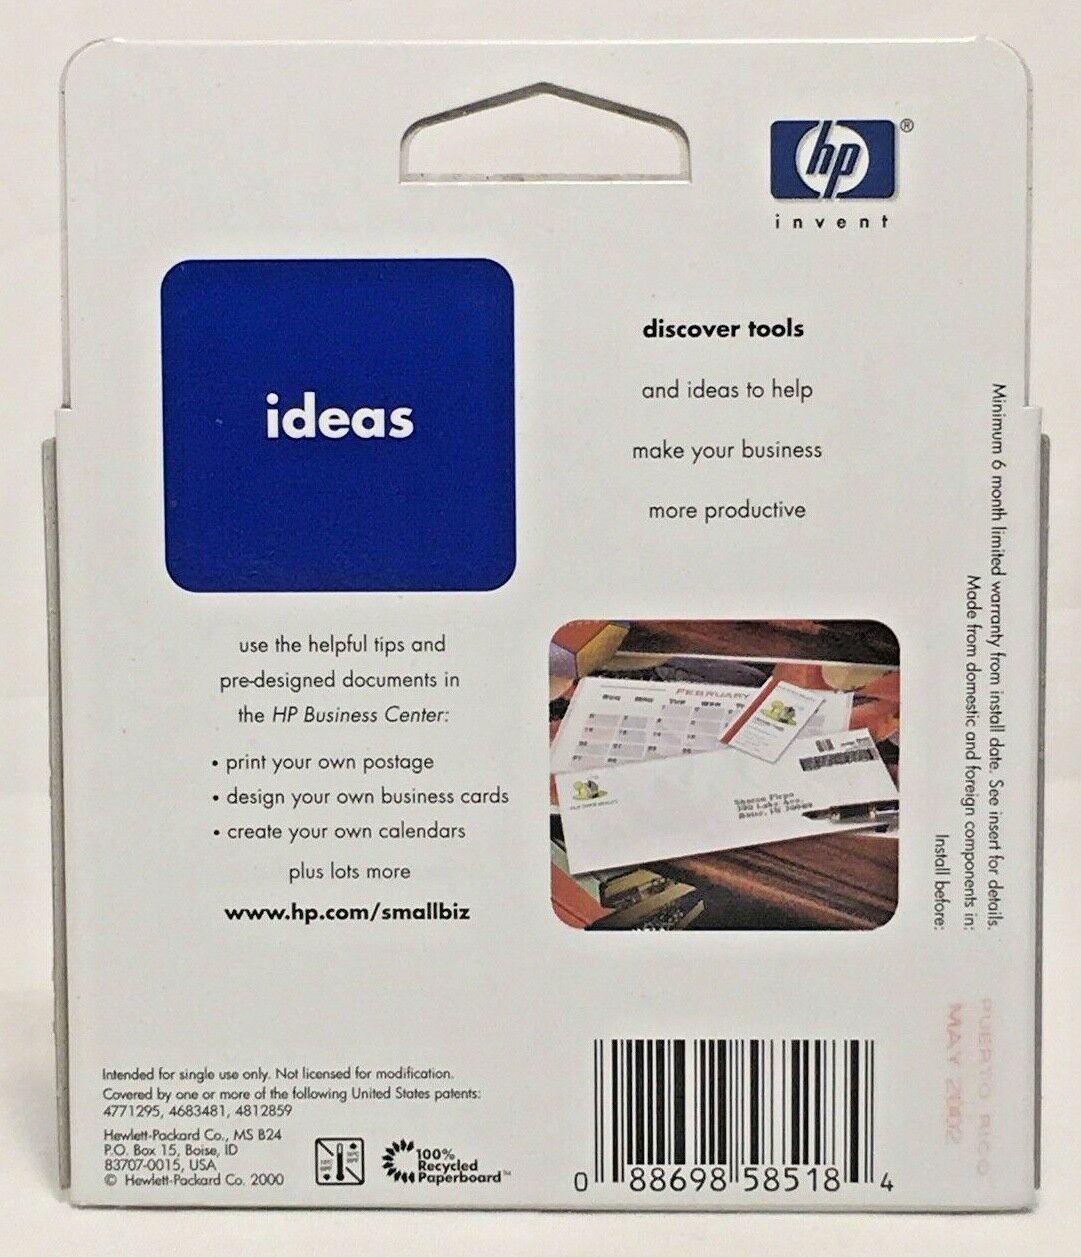 hp ®
invent
ideas
discover tools
and ideas to help
make your business
more productive
use the helpful tips and
pre-designed documents in
the HP Business Center:
• print your own postage
• design your own business cards
• create your own calendars
plus lots more
www.hp.com/smallbiz
FEBRUARY
Sharon Pirpo
Minimum 6 month limited warranty from install date. See insert for details.
Made from domestic and foreign components in:
Install before:
PUERTO RICO
MAY 2002
Intended for single use only. Not licensed for modification.
Covered by one or more of the following United States patents:
4771295, 4683481, 4812859
Hewlett-Packard Co., MS B24
P.O. Box 15, Boise, ID
83707-0015, USA
© Hewlett-Packard Co. 2000
100%
Recycled
Paperboard™
0 88698 58518 4